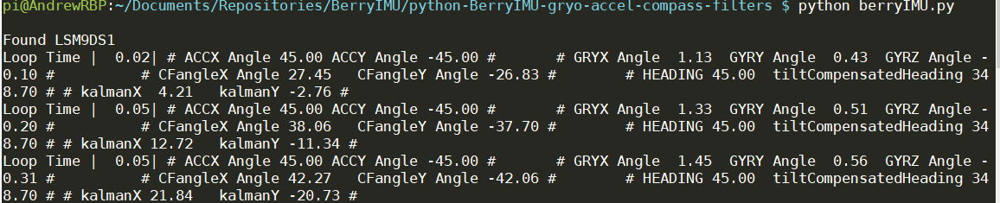 pi@AndrewRBP:~/Documents/Repositories/BerryIMU/python-BerryIMU-gryo-accel-compass-filters $ python berryIMU.py
Found LSM9DS1
Loop Time |  0.02| # ACCX Angle 45.00 ACCY Angle -45.00 #      # GRYX Angle  1.13  GYRY Angle  0.43  GYRZ Angle -
0.10 #          # CFangleX Angle 27.45   CFangleY Angle -26.83 #        # HEADING 45.00  tiltCompensatedHeading 34
8.70 # # kalmanX  4.21   kalmanY -2.76 #
Loop Time |  0.05| # ACCX Angle 45.00 ACCY Angle -45.00 #      # GRYX Angle  1.33  GYRY Angle  0.51  GYRZ Angle -
0.20 #          # CFangleX Angle 38.06   CFangleY Angle -37.70 #        # HEADING 45.00  tiltCompensatedHeading 34
8.70 # # kalmanX 12.72   kalmanY -11.34 #
Loop Time |  0.05| # ACCX Angle 45.00 ACCY Angle -45.00 #      # GRYX Angle  1.45  GYRY Angle  0.56  GYRZ Angle -
0.31 #          # CFangleX Angle 42.27   CFangleY Angle -42.06 #        # HEADING 45.00  tiltCompensatedHeading 34
8.70 # # kalmanX 21.84   kalmanY -20.73 #